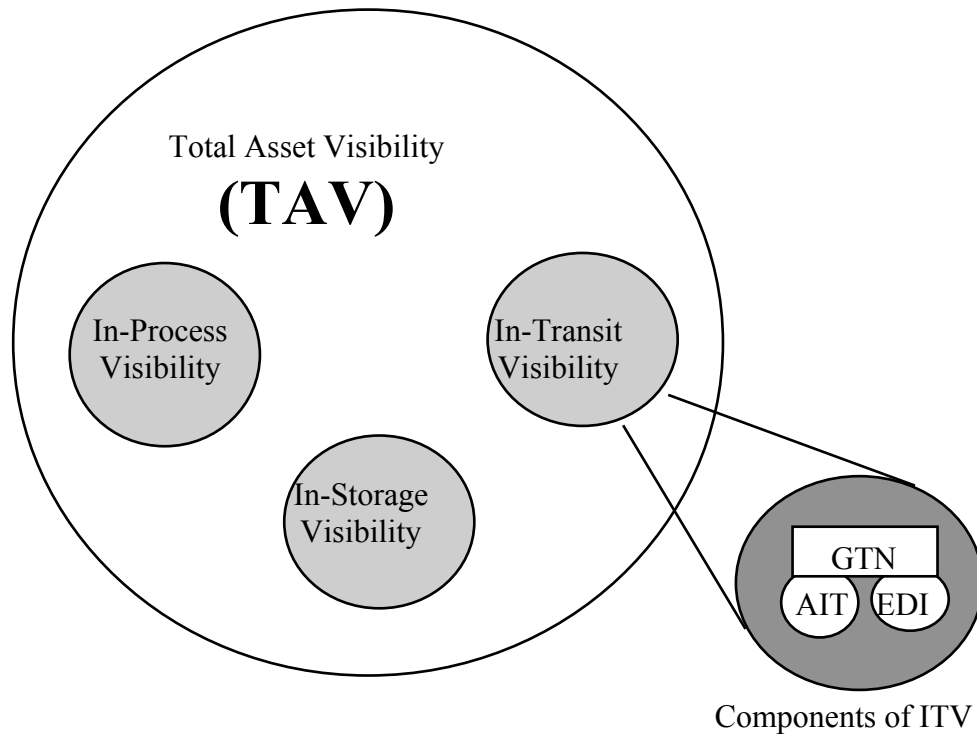 Total Asset Visibility
(TAV)
In-Process
Visibility
In-Transit
Visibility
In-Storage
Visibility
GTN
AIT
EDI
Components of ITV